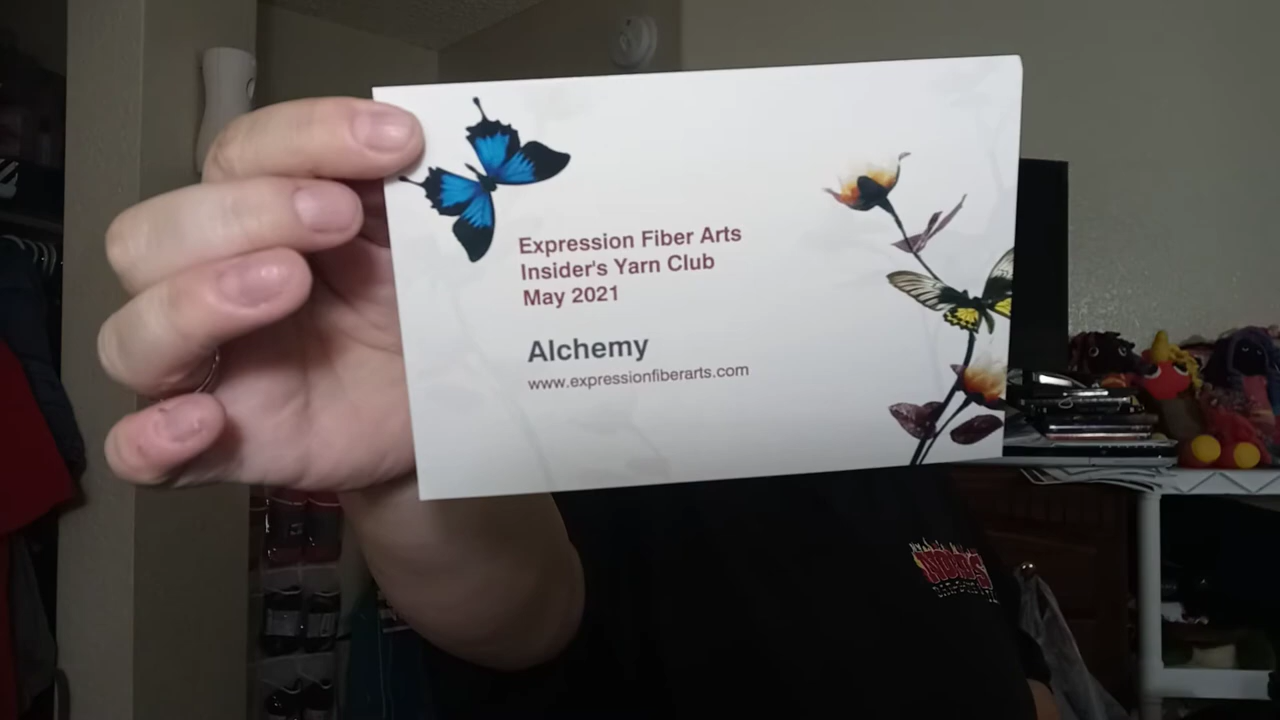 Expression Fiber Arts
Insider's Yarn Club
May 2021
Alchemy
www.expressionfiberarts.com